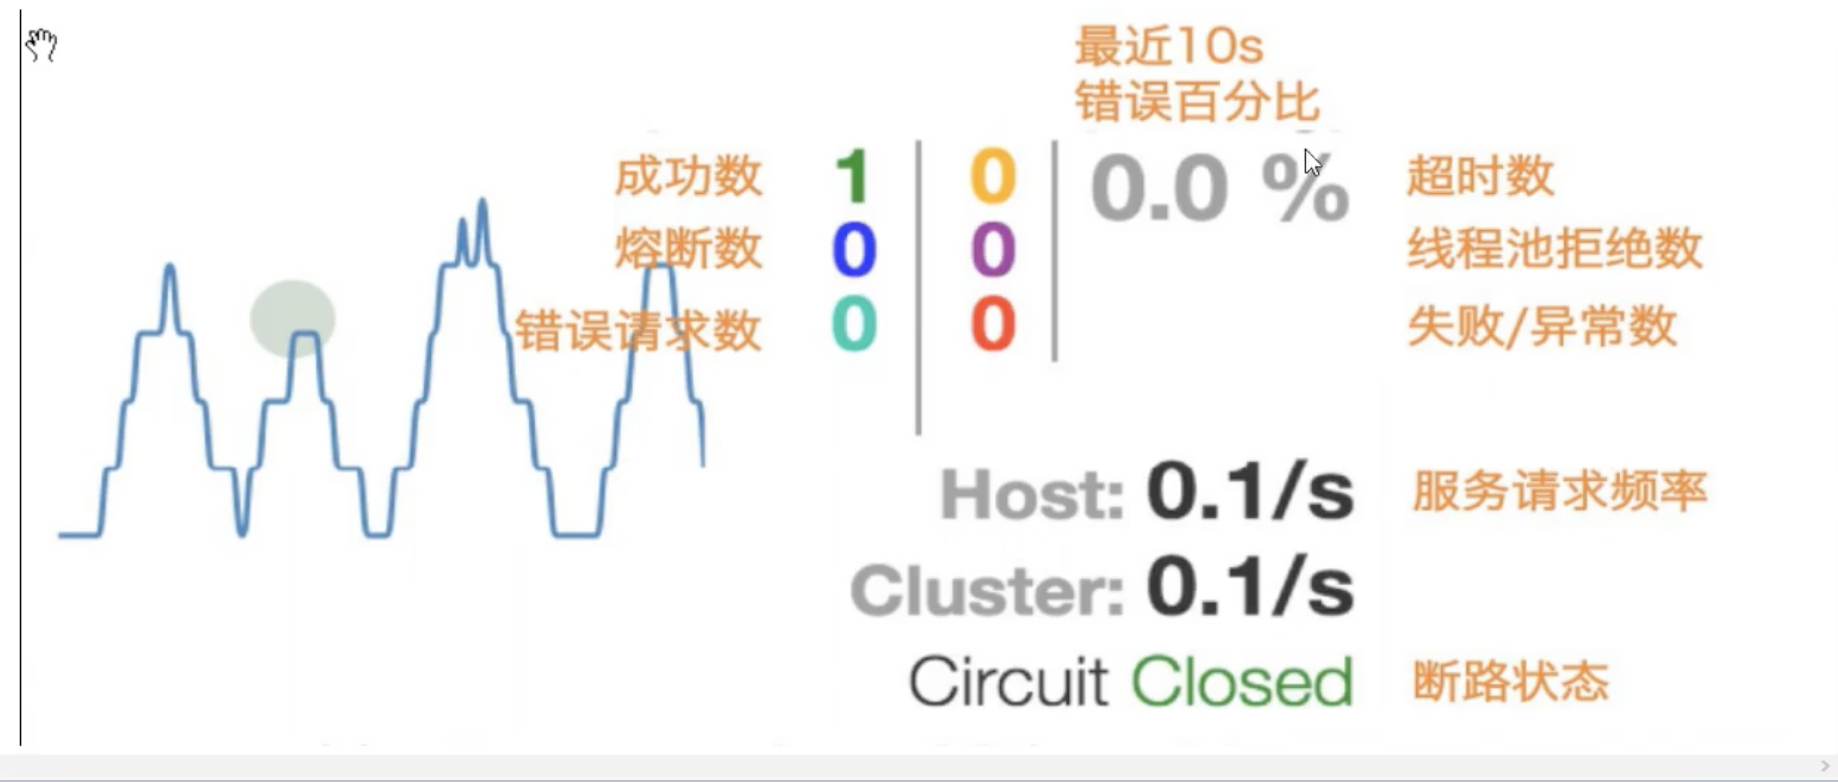 最近10s
错误百分比
成功数 1 0 0.0 % 超时数
熔断数 0 0 线程池拒绝数
错误请求数 0 0 失败/异常数
Host: 0.1/s 服务请求频率
Cluster: 0.1/s
Circuit Closed 断路状态